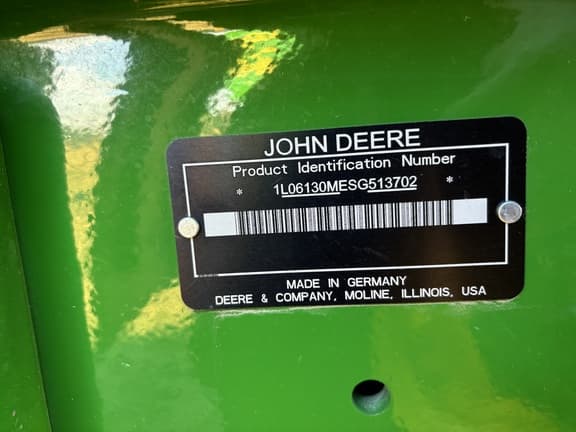 JOHN DEERE
Product Identification Number
* 1L06130MESG513702 *
MADE IN GERMANY
DEERE & COMPANY, MOLINE, ILLINOIS, USA